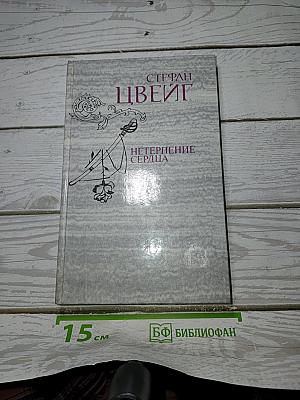 СТЕФАН
ЦВЕЙГ
НЕТЕРПЕНИЕ
СЕРДЦА
15 см
БФ БИБЛИОФАН